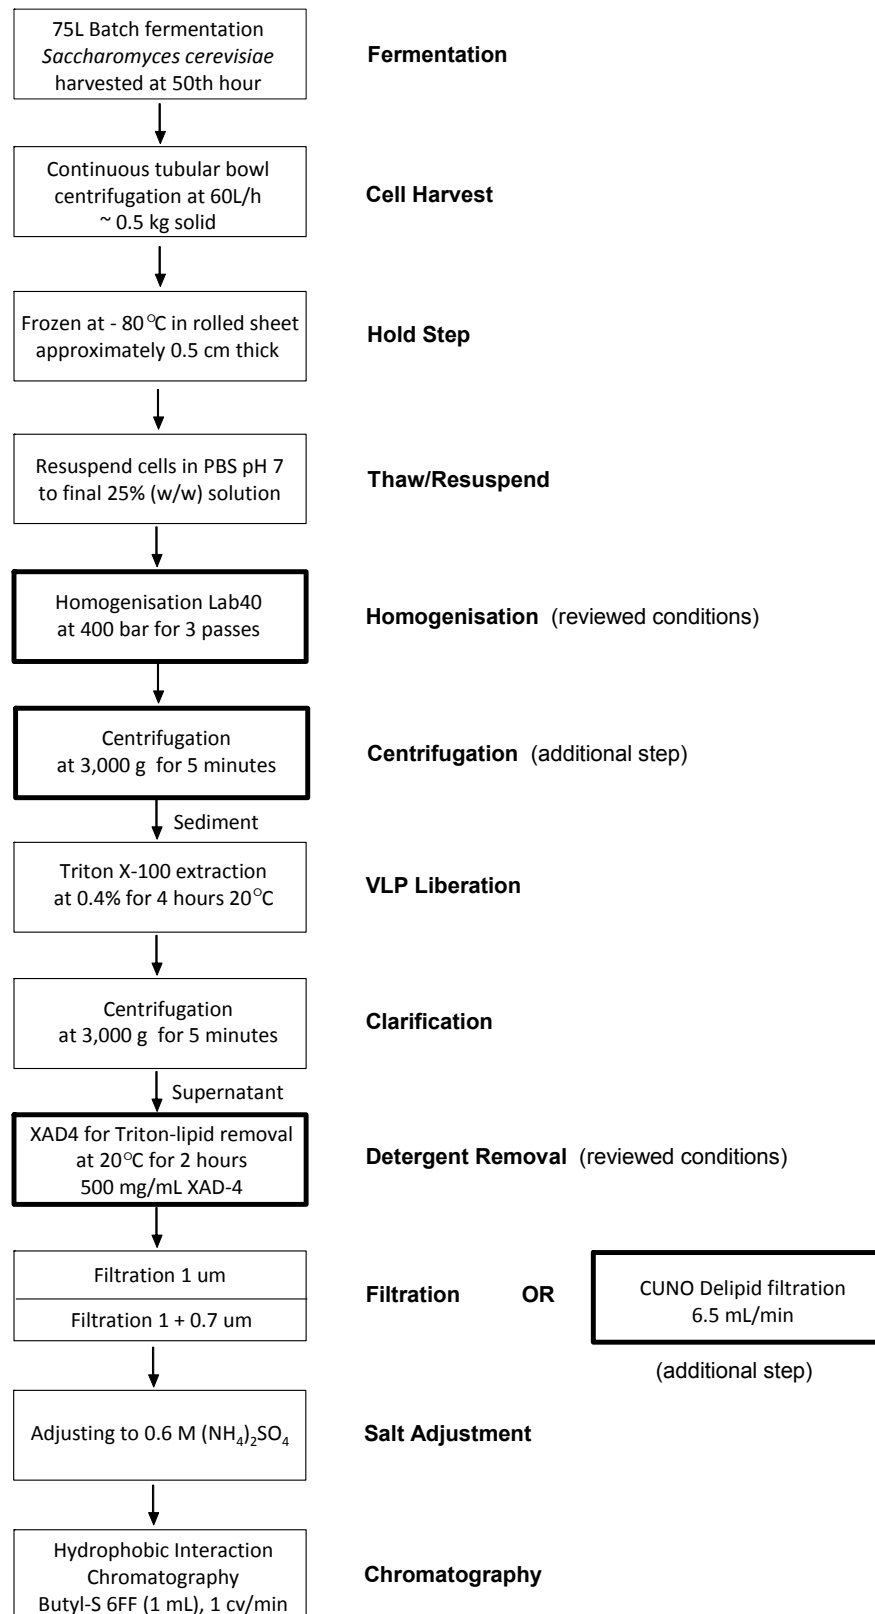 75L Batch fermentation
Saccharomyces cerevisiae
harvested at 50th hour
Fermentation
Continuous tubular bowl
centrifugation at 60L/h
~ 0.5 kg solid
Cell Harvest
Frozen at - 80°C in rolled sheet
approximately 0.5 cm thick
Hold Step
Resuspend cells in PBS pH 7
to final 25% (w/w) solution
Thaw/Resuspend
Homogenisation Lab40
at 400 bar for 3 passes
Homogenisation (reviewed conditions)
Centrifugation
at 3,000 g for 5 minutes
Centrifugation (additional step)
Sediment
Triton X-100 extraction
at 0.4% for 4 hours 20°C
VLP Liberation
Centrifugation
at 3,000 g for 5 minutes
Clarification
Supernatant
XAD4 for Triton-lipid removal
at 20°C for 2 hours
500 mg/mL XAD-4
Detergent Removal (reviewed conditions)
Filtration 1 um
Filtration 1 + 0.7 um
Filtration OR
CUNO Delipid filtration
6.5 mL/min
(additional step)
Adjusting to 0.6 M (NH₄)₂SO₄
Salt Adjustment
Hydrophobic Interaction
Chromatography
Butyl-S 6FF (1 mL), 1 cv/min
Chromatography